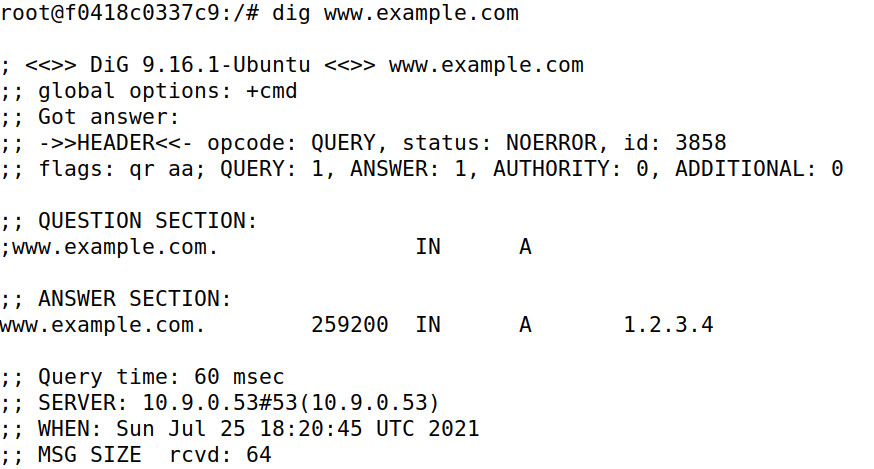 root@f0418c0337c9:/# dig www.example.com
; <<>> DiG 9.16.1-Ubuntu <<>> www.example.com
;; global options: +cmd
;; Got answer:
;; ->>HEADER<<- opcode: QUERY, status: NOERROR, id: 3858
;; flags: qr aa; QUERY: 1, ANSWER: 1, AUTHORITY: 0, ADDITIONAL: 0
;; QUESTION SECTION:
;www.example.com. IN A
;; ANSWER SECTION:
www.example.com. 259200 IN A 1.2.3.4
;; Query time: 60 msec
;; SERVER: 10.9.0.53#53(10.9.0.53)
;; WHEN: Sun Jul 25 18:20:45 UTC 2021
;; MSG SIZE rcvd: 64